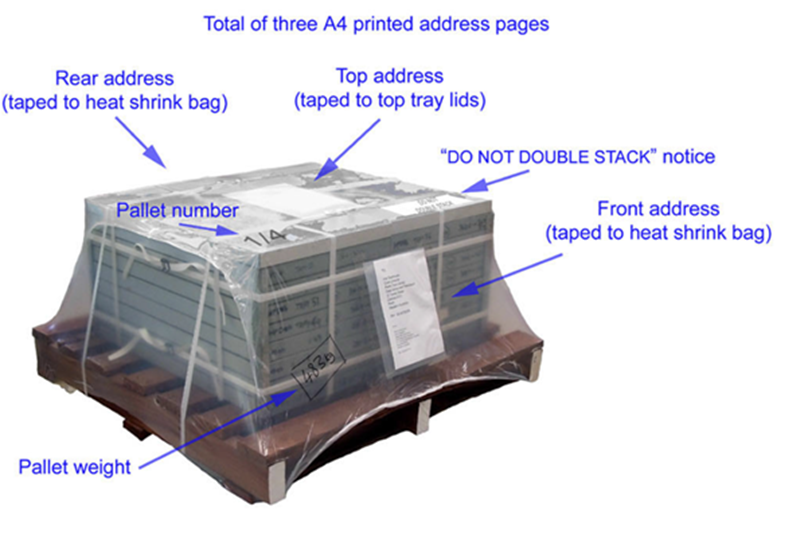 Total of three A4 printed address pages
Rear address
(taped to heat shrink bag)
Top address
(taped to top tray lids)
“DO NOT DOUBLE STACK” notice
Pallet number
Front address
(taped to heat shrink bag)
1/4
Pallet weight